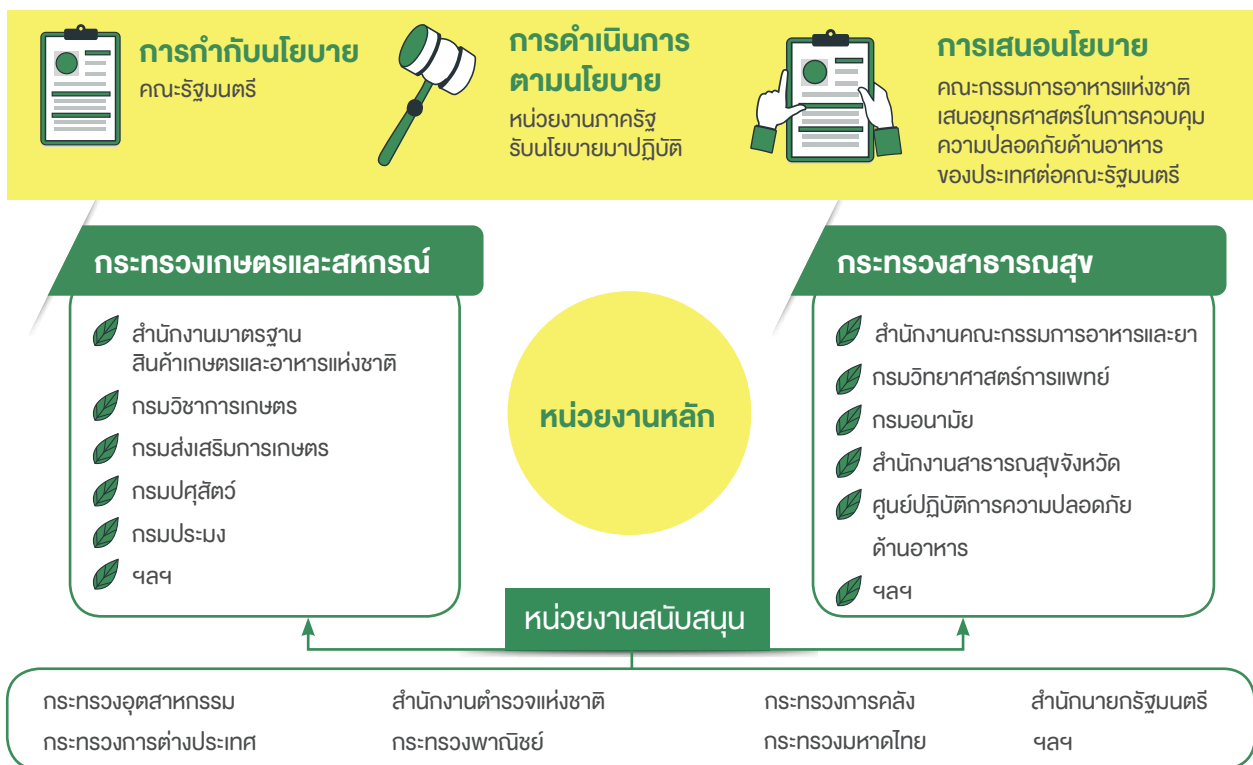 การกำกับนโยบาย
คณะรัฐมนตรี
การดำเนินการ
ตามนโยบาย
หน่วยงานภาครัฐ
รับนโยบายมาปฏิบัติ
การเสนอนโยบาย
คณะกรรมการอาหารแห่งชาติ
เสนอยุทธศาสตร์ในการควบคุม
ความปลอดภัยด้านอาหาร
ของประเทศต่อคณะรัฐมนตรี
กระทรวงเกษตรและสหกรณ์
สำนักงานมาตรฐาน
สินค้าเกษตรและอาหารแห่งชาติ
กรมวิชาการเกษตร
กรมส่งเสริมการเกษตร
กรมปศุสัตว์
กรมประมง
ฯลฯ
หน่วยงานหลัก
กระทรวงสาธารณสุข
สำนักงานคณะกรรมการอาหารและยา
กรมวิทยาศาสตร์การแพทย์
กรมอนามัย
สำนักงานสาธารณสุขจังหวัด
ศูนย์ปฏิบัติการความปลอดภัย
ด้านอาหาร
ฯลฯ
หน่วยงานสนับสนุน
กระทรวงอุตสาหกรรม
สำนักงานตำรวจแห่งชาติ
กระทรวงการคลัง
สำนักนายกรัฐมนตรี
กระทรวงการต่างประเทศ
กระทรวงพาณิชย์
กระทรวงมหาดไทย
ฯลฯ